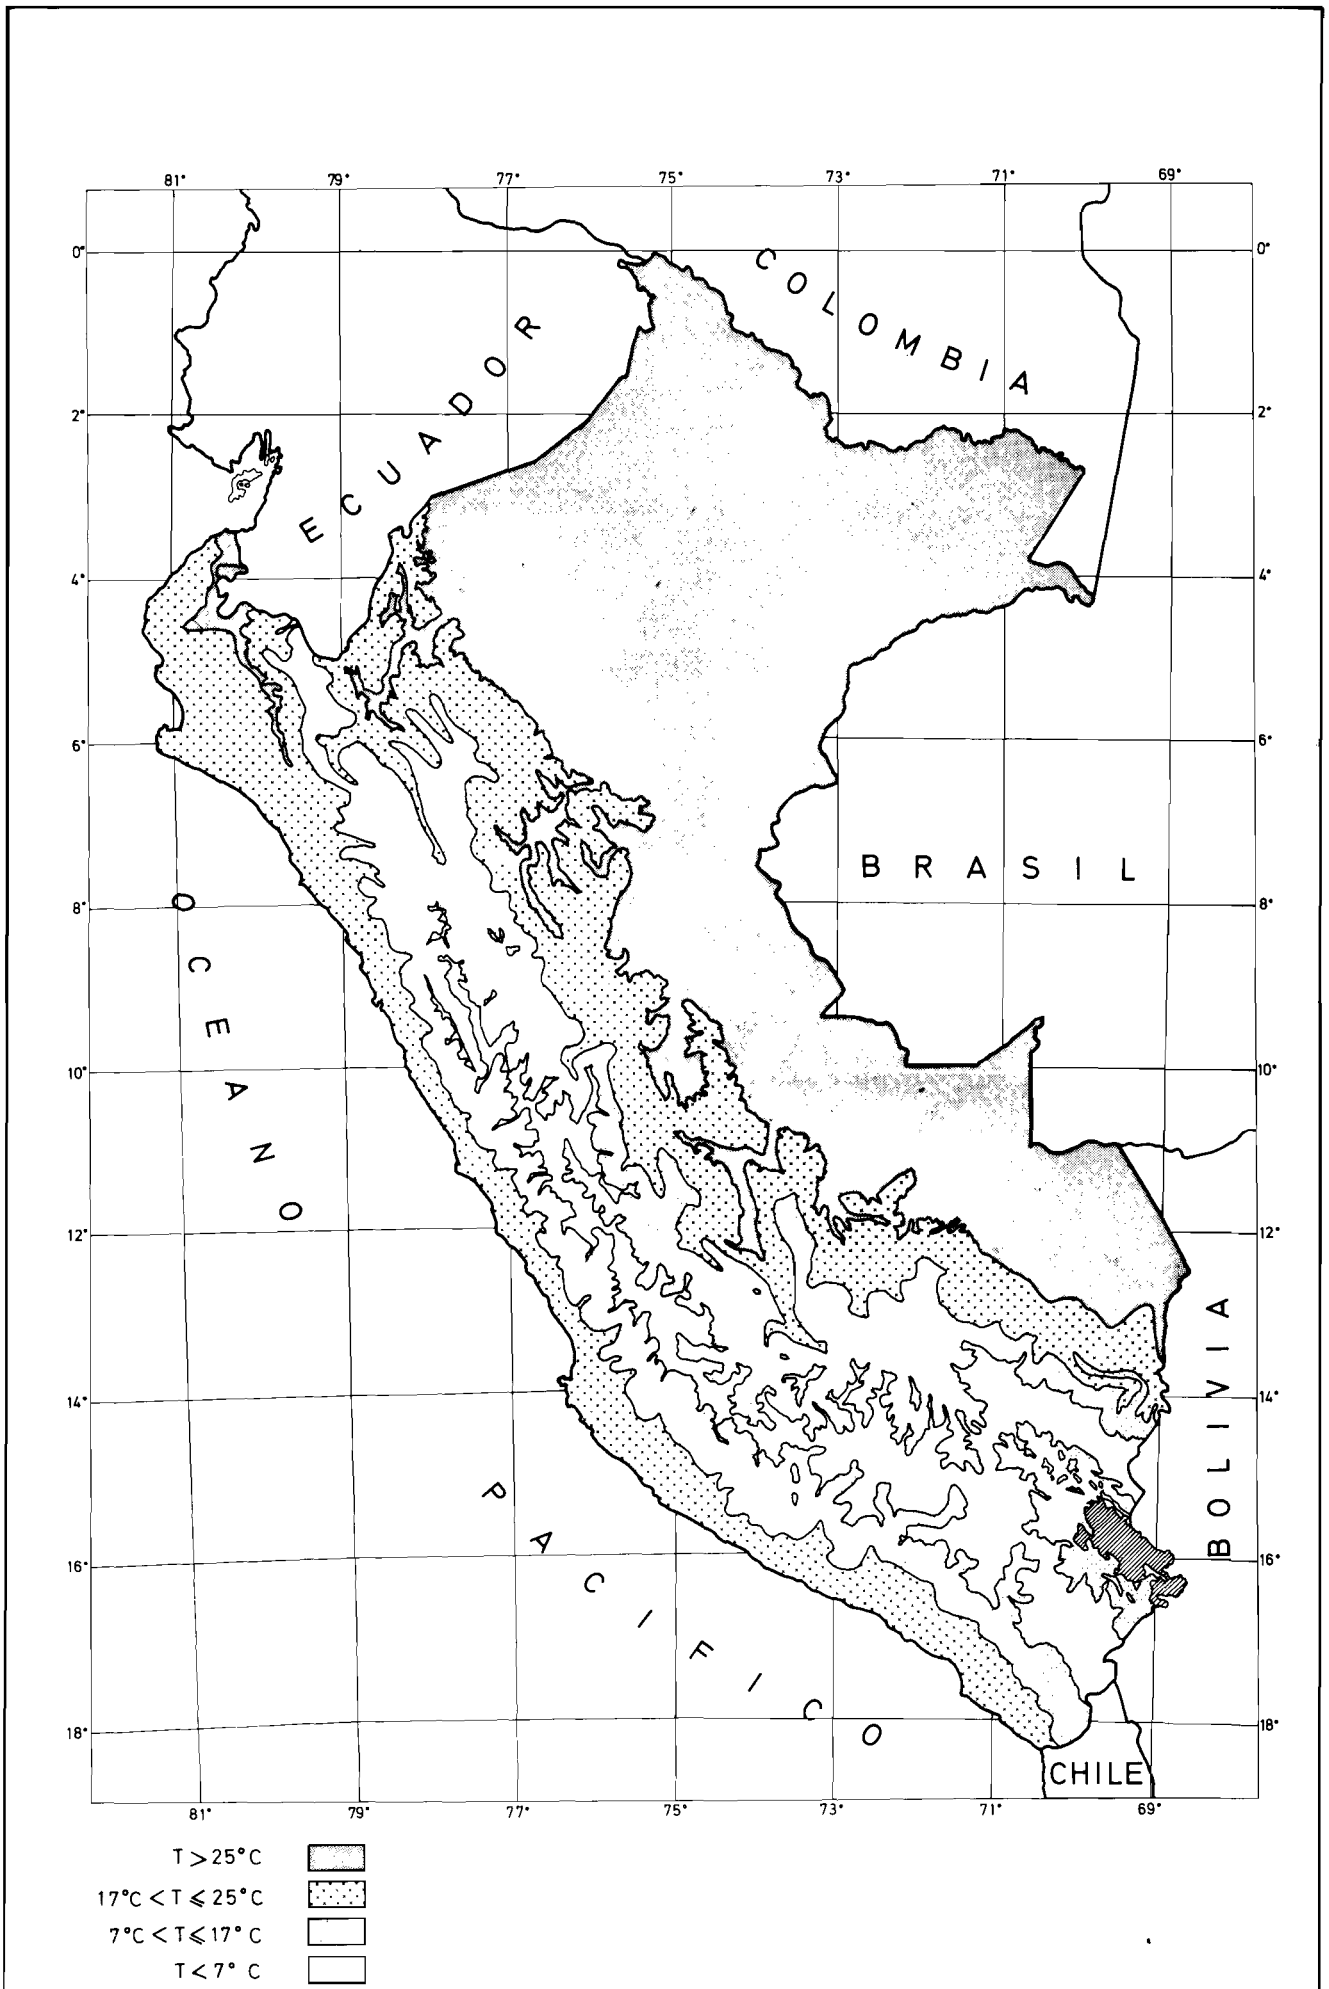 81° 79° 77° 75° 73° 71° 69°
0° 0°
COLOMBIA
ECUADOR
2° 2°
4° 4°
6° 6°
BRASIL
8° 8°
OCEANO
10° 10°
12° 12°
BOLIVIA
14° 14°
PACIFICO
16° 16°
18° 18°
CHILE
81° 79° 77° 75° 73° 71° 69°
T > 25°C
17°C < T ⩽ 25°C
7°C < T ⩽ 17°C
T < 7°C